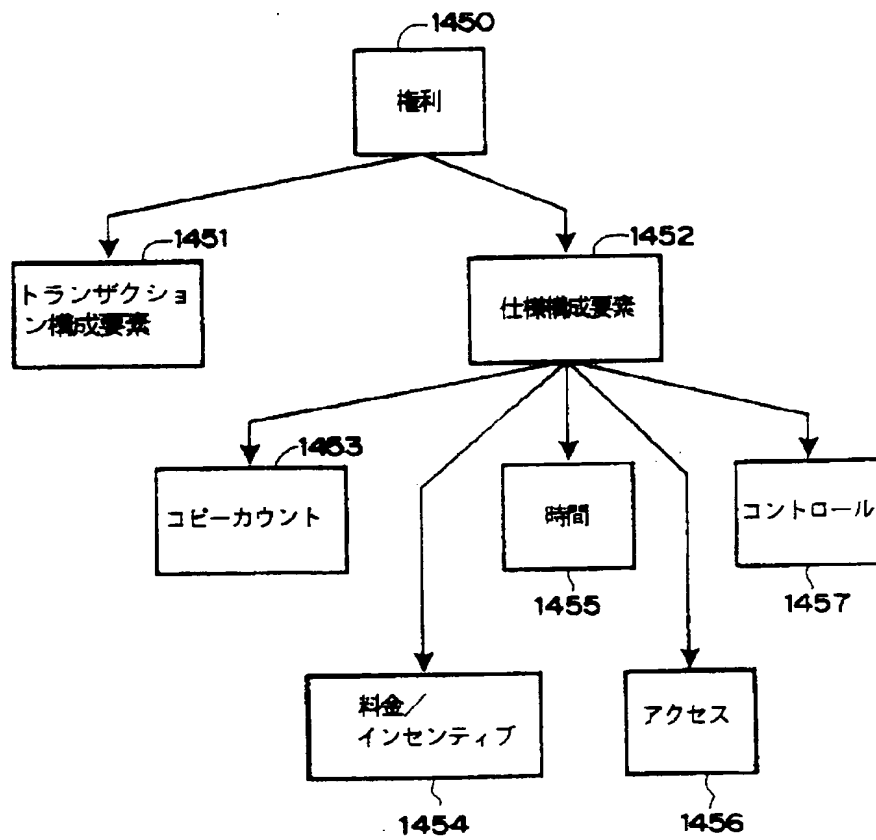 1450
権利
1451
1452
トランザクショ
ン構成要素
仕様構成要素
1453
コピーカウント
時間
コントロール
1455
1457
料金/
インセンティブ
アクセス
1454
1456